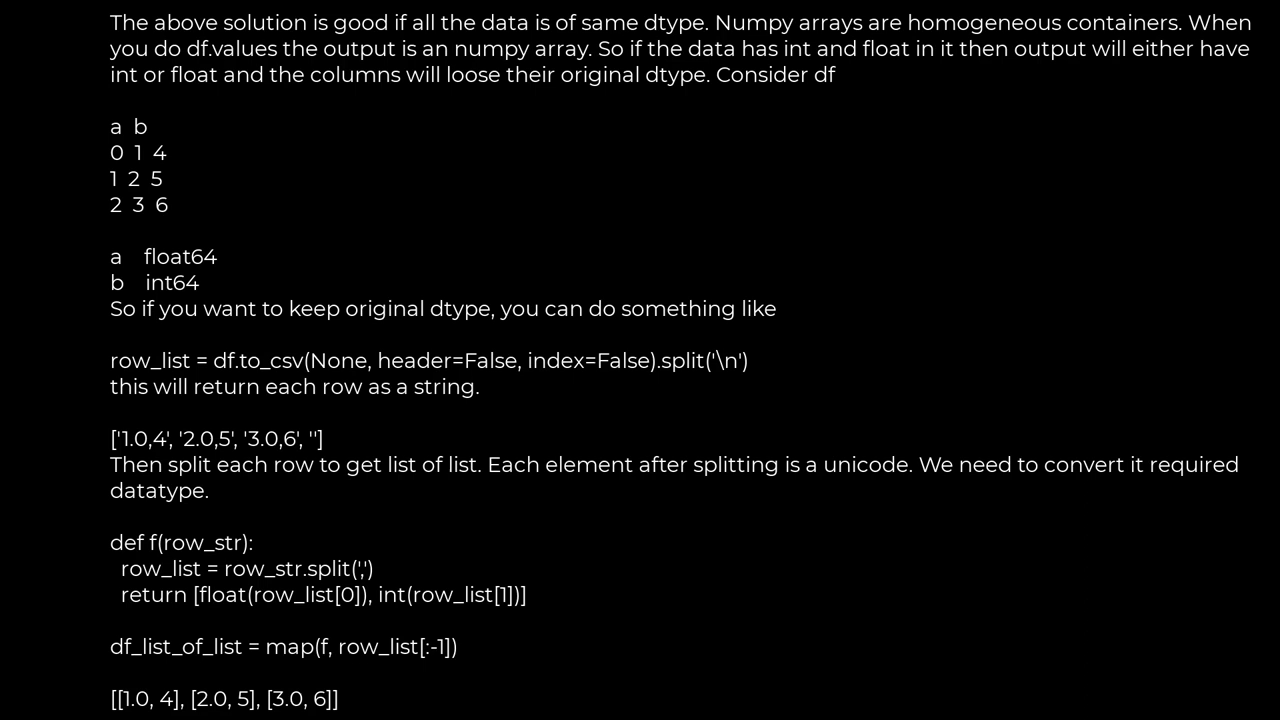 The above solution is good if all the data is of same dtype. Numpy arrays are homogeneous containers. When
you do df.values the output is an numpy array. So if the data has int and float in it then output will either have
int or float and the columns will loose their original dtype. Consider df
a b
0 1 4
1 2 5
2 3 6
a float64
b int64
So if you want to keep original dtype, you can do something like
row_list = df.to_csv(None, header=False, index=False).split('\n')
this will return each row as a string.
['1.0,4', '2.0,5', '3.0,6', '']
Then split each row to get list of list. Each element after splitting is a unicode. We need to convert it required
datatype.
def f(row_str):
row_list = row_str.split(',')
return [float(row_list[0]), int(row_list[1])]
df_list_of_list = map(f, row_list[:-1])
[[1.0, 4], [2.0, 5], [3.0, 6]]